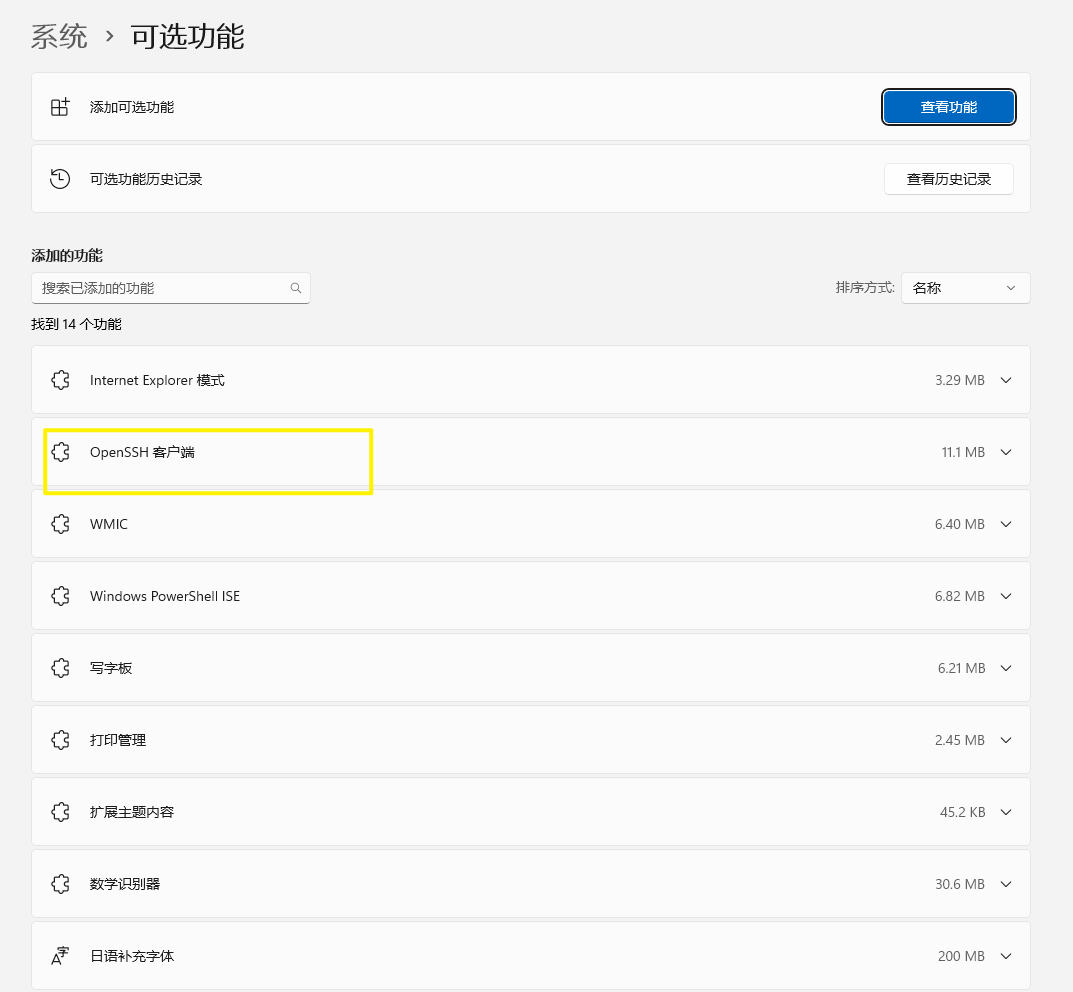 系统 › 可选功能
添加可选功能 查看功能
可选功能历史记录 查看历史记录
添加的功能
搜索已添加的功能 排序方式: 名称
找到 14 个功能
Internet Explorer 模式 3.29 MB
OpenSSH 客户端 11.1 MB
WMIC 6.40 MB
Windows PowerShell ISE 6.82 MB
写字板 6.21 MB
打印管理 2.45 MB
扩展主题内容 45.2 KB
数学识别器 30.6 MB
日语补充字体 200 MB